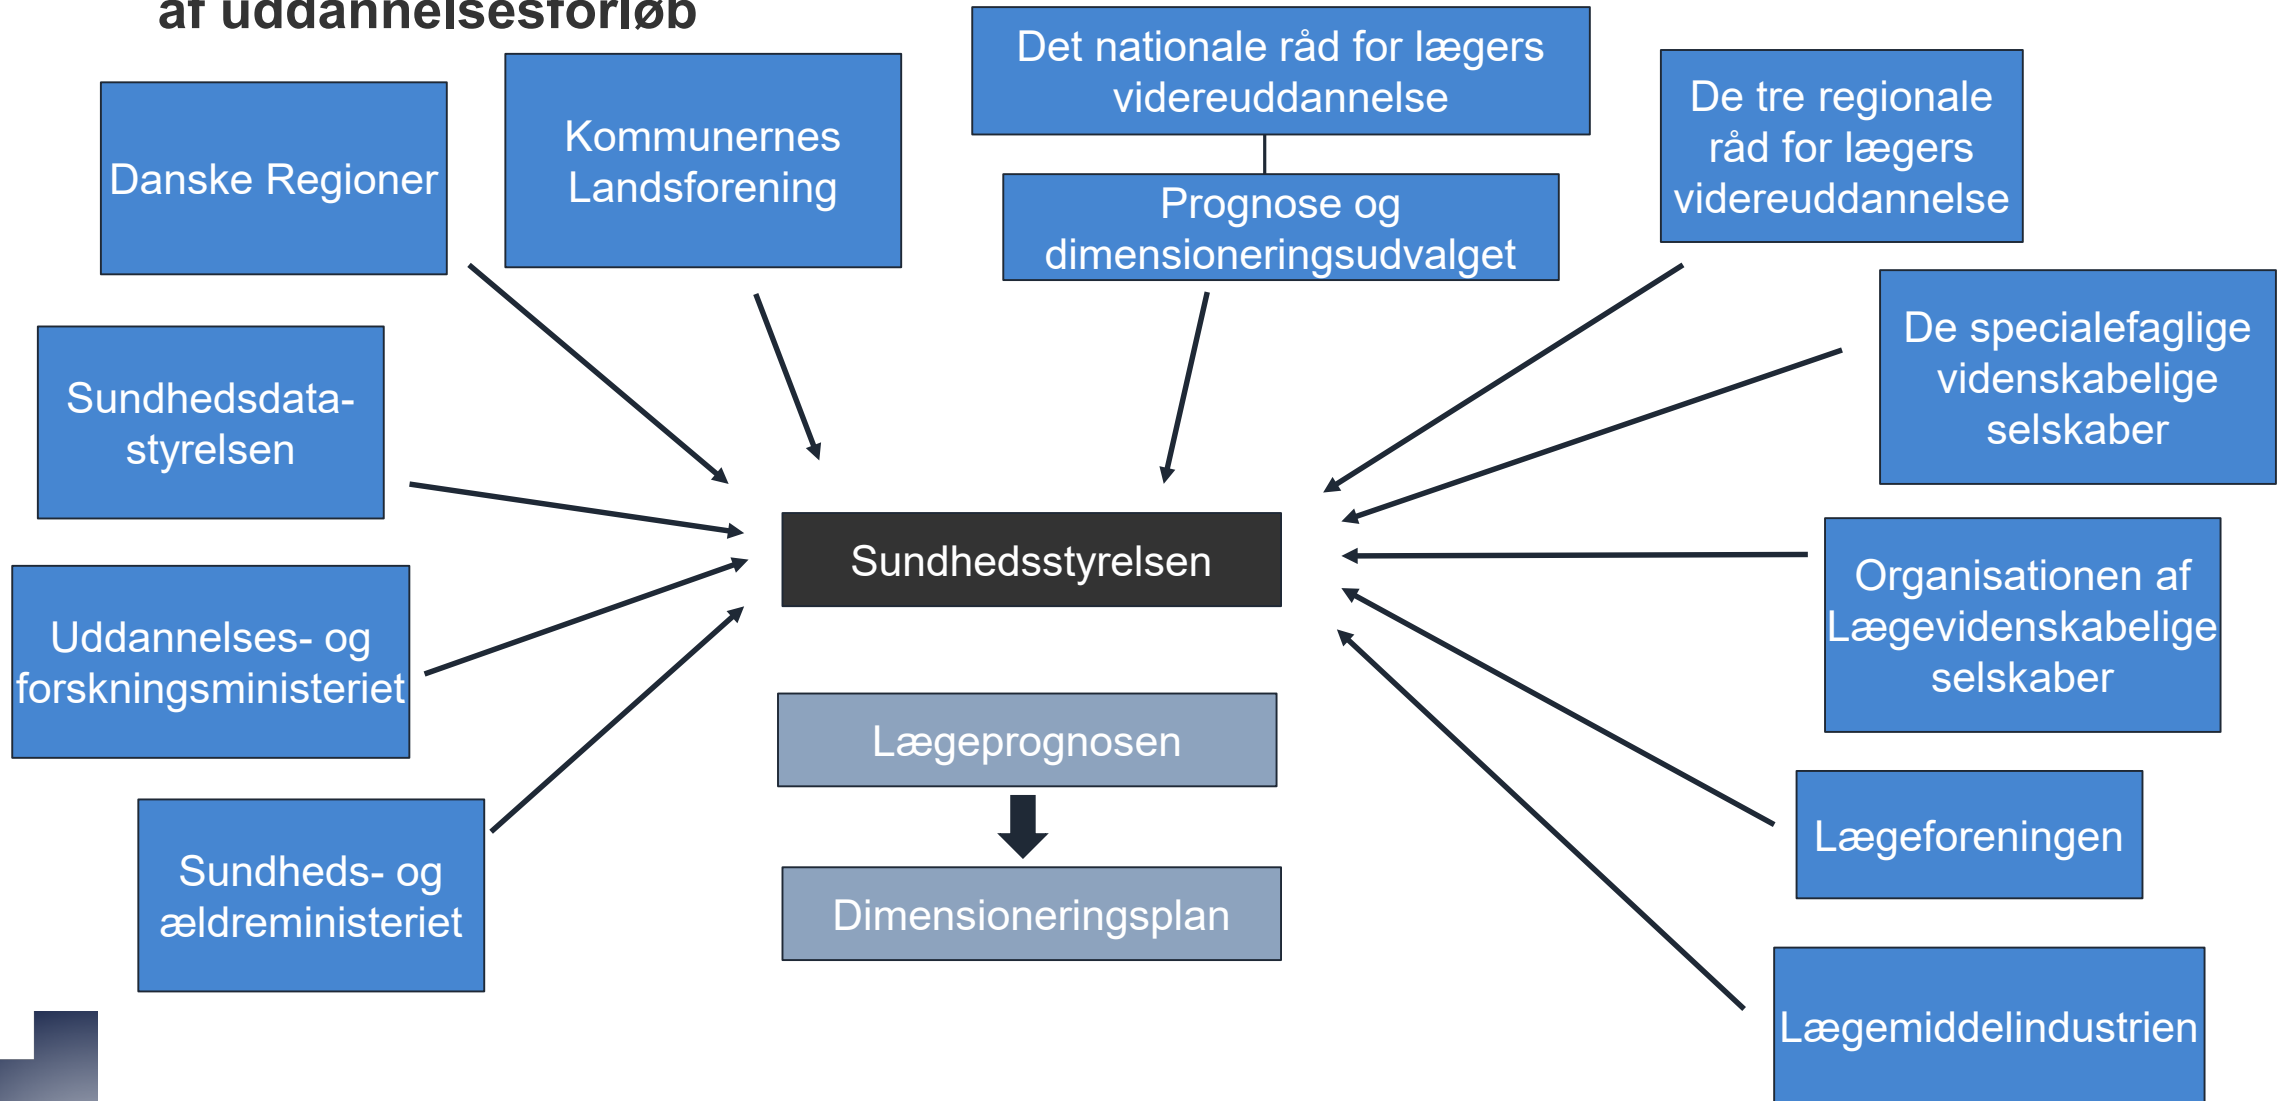 af uddannelsesforløb
Det nationale råd for lægers
videreuddannelse
Prognose og
dimensioneringsudvalget
Kommunernes
Landsforening
Danske Regioner
De tre regionale
råd for lægers
videreuddannelse
Sundhedsdata-
styrelsen
De specialefaglige
videnskabelige
selskaber
Sundhedsstyrelsen
Uddannelses- og
forskningsministeriet
Organisationen af
Lægevidenskabelige
selskaber
Lægeprognosen
Dimensioneringsplan
Sundheds- og
ældreministeriet
Lægeforeningen
Lægemiddelindustrien